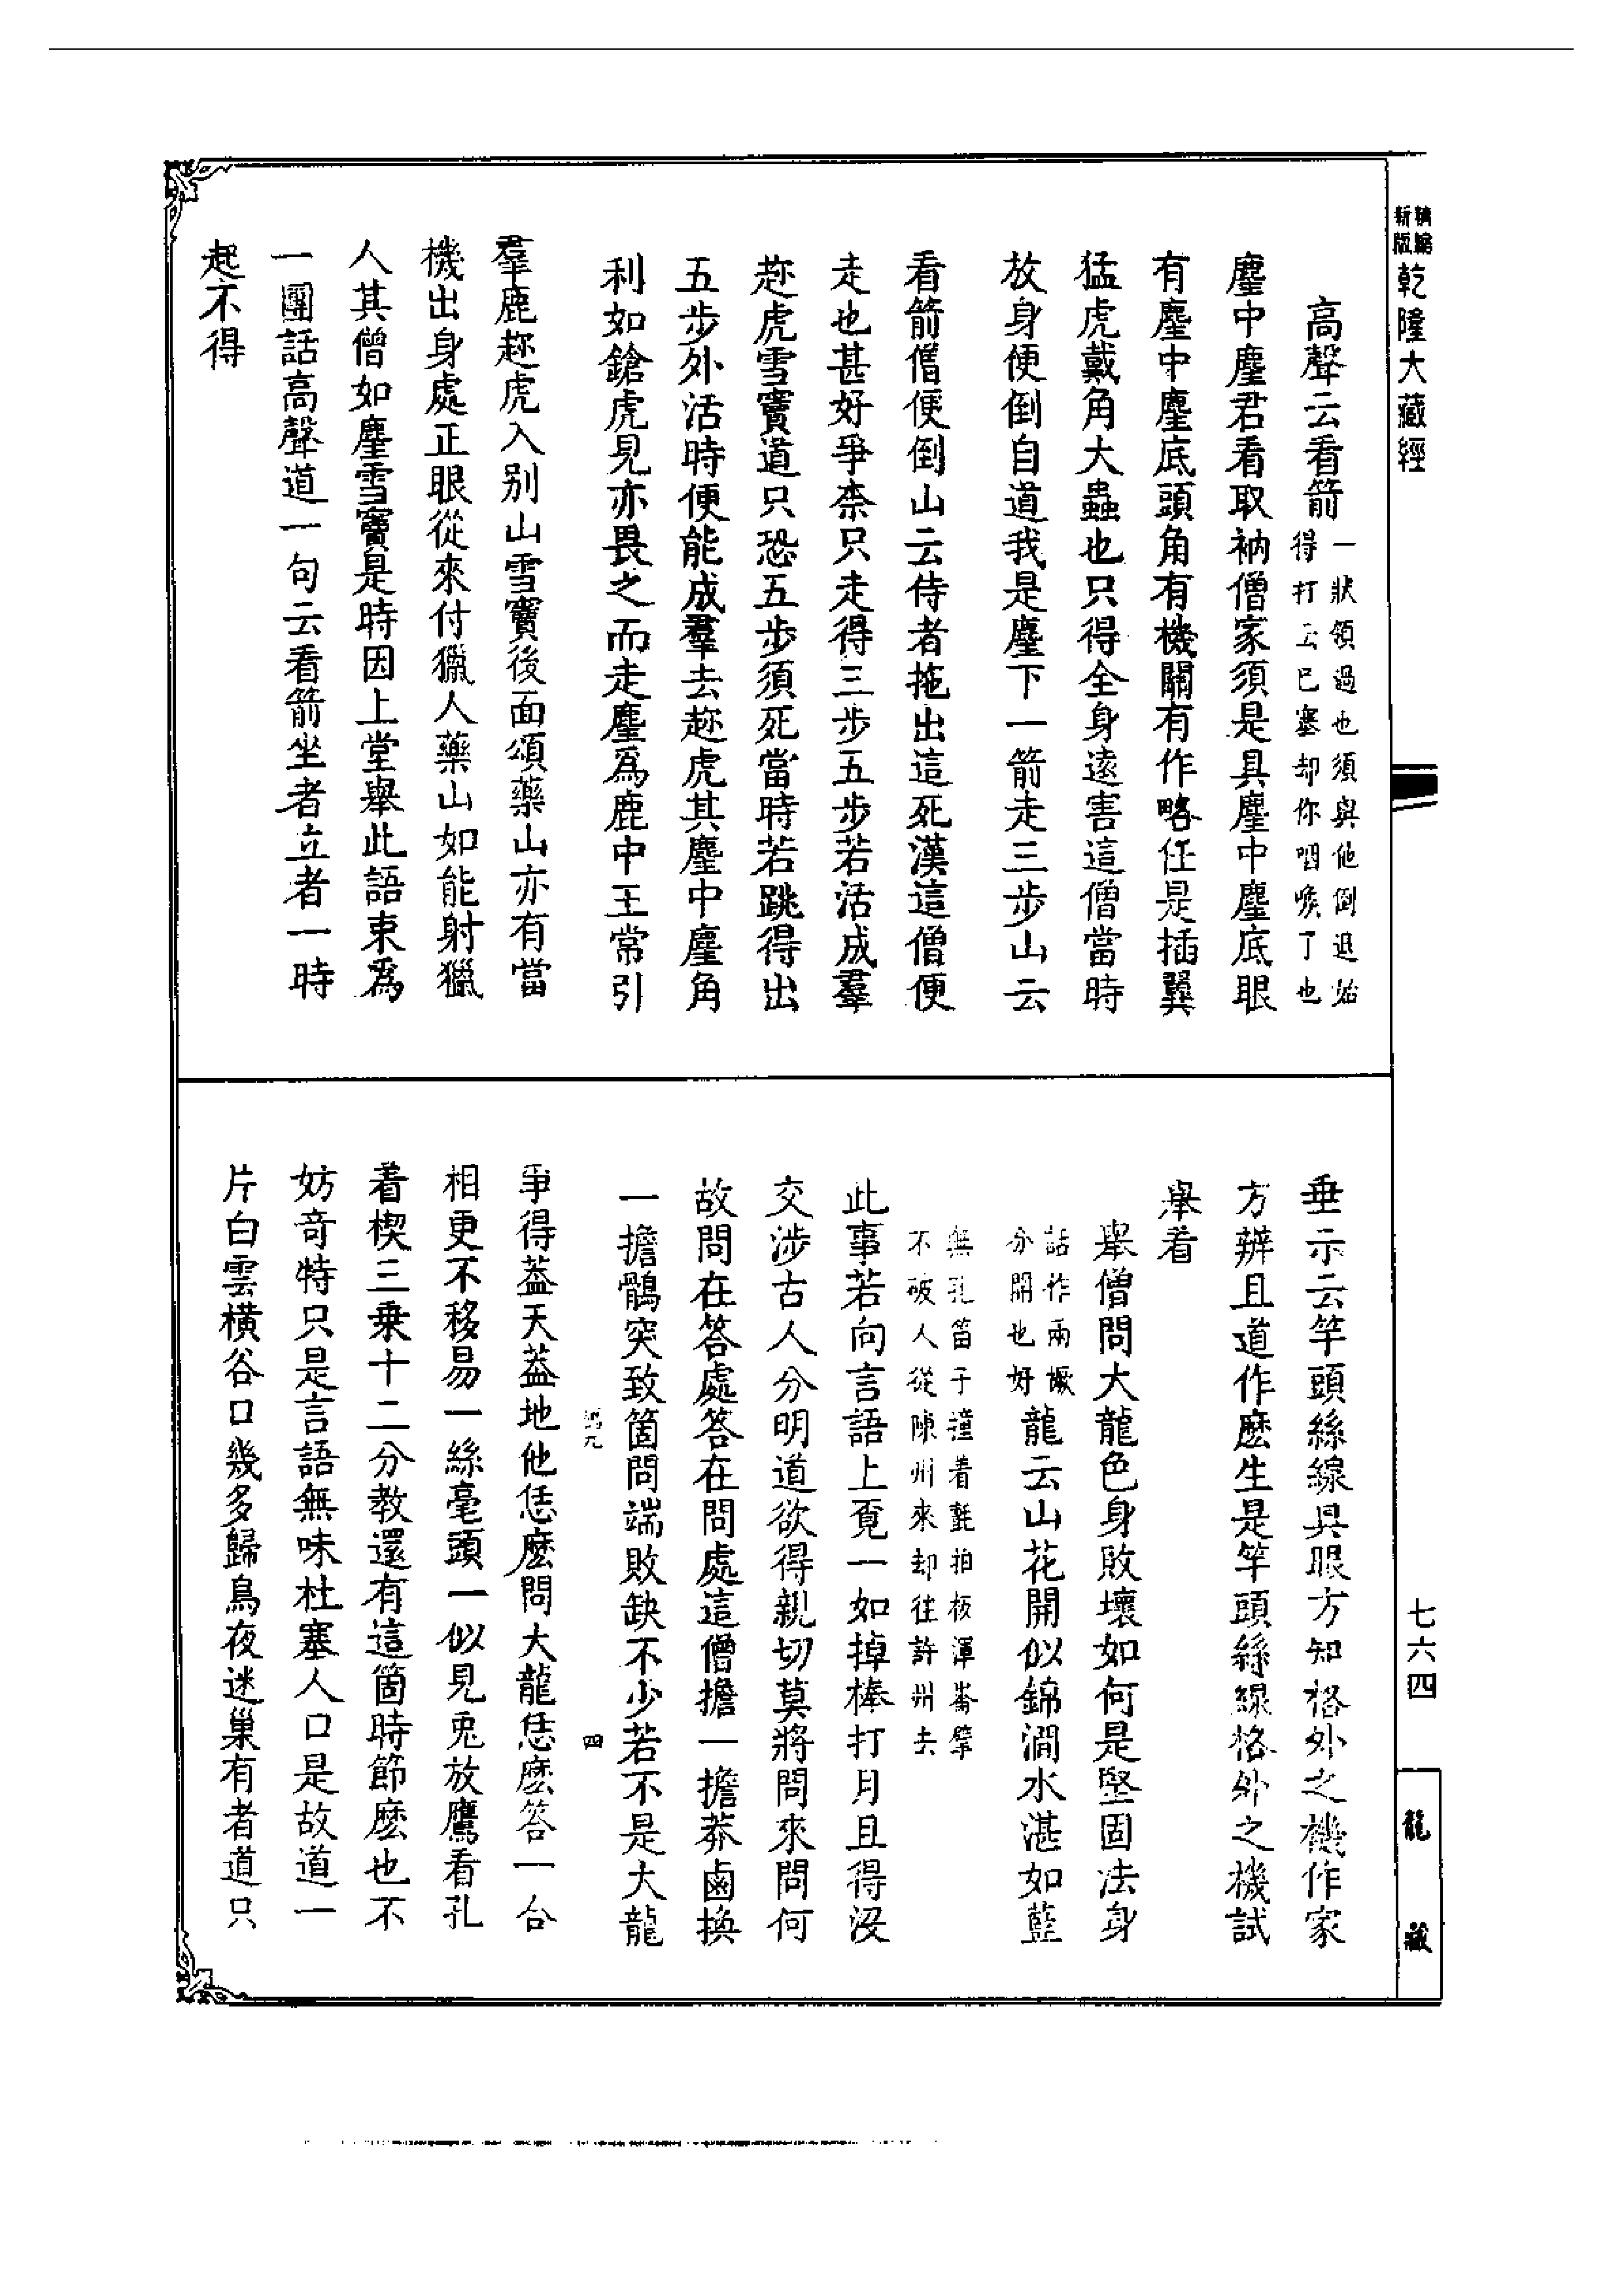 新版精編乾隆大藏經
高聲云看箭一狀領過也須與他倒退始
得打云已塞却你咽喉了也
麈中麈君看取衲僧家須是具麈中麈底眼
有麈中麈底頭角有機關有作略任是插翼
猛虎戴角大蟲也只得全身遠害這僧當時
放身便倒自道我是麈下一箭走三步山云
看箭僧便倒山云侍者拖出這死漢這僧便
走也甚好爭柰只走得三步五步若活成羣
趂虎雪竇道只恐五步須死當時若跳得出
五步外活時便能成羣去趂虎其麈中麈角
利如鎗虎見亦畏之而走麈爲鹿中王常引
羣鹿趂虎入别山雪竇後面頌藥山亦有當
機出身處正眼從來付獵人藥山如能射獵
人其僧如麈雪竇是時因上堂舉此語束爲
一團話高聲道一句云看箭坐者立者一時
起不得
垂示云竿頭絲線具眼方知格外之機作家
方辨且道作麽生是竿頭絲線格外之機試
舉看
舉僧問大龍色身敗壞如何是堅固法身
話作兩橛
分開也好龍云山花開似錦澗水湛如藍
無孔笛子撞着氈拍板渾崙擘
不破人從陳州來却往許州去
此事若向言語上覓一如掉棒打月且得没
交涉古人分明道欲得親切莫將問來問何
故問在答處答在問處這僧擔一擔莽鹵換
一擔鶻突致箇問端敗缺不少若不是大龍
四
爭得葢天葢地他恁麽問大龍恁麽答一合
相更不移易一絲毫頭一似見兎放鷹看孔
着楔三乗十二分教還有這箇時節麽也不
妨竒特只是言語無味杜塞人口是故道一
片白雲橫谷口幾多歸鳥夜迷巢有者道只
七六四
龍藏